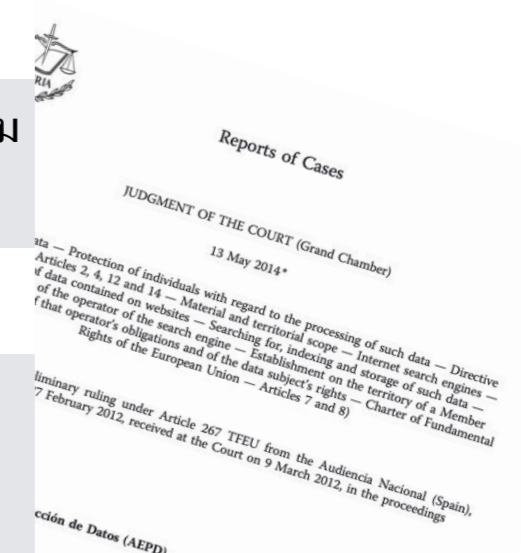 ม
RIA
Reports of Cases
JUDGMENT OF THE COURT (Grand Chamber)
13 May 2014*
ata — Protection of individuals with regard to the processing of such data — Directive
Articles 2, 4, 12 and 14 — Material and territorial scope — Internet search engines —
f data contained on websites — Searching for, indexing and storage of such data —
of the operator of the search engine — Establishment on the territory of a Member
f that operator's obligations and of the data subject's rights — Charter of Fundamental
Rights of the European Union — Articles 7 and 8)
liminary ruling under Article 267 TFEU from the Audiencia Nacional (Spain),
7 February 2012, received at the Court on 9 March 2012, in the proceedings
cción de Datos (AEPD)